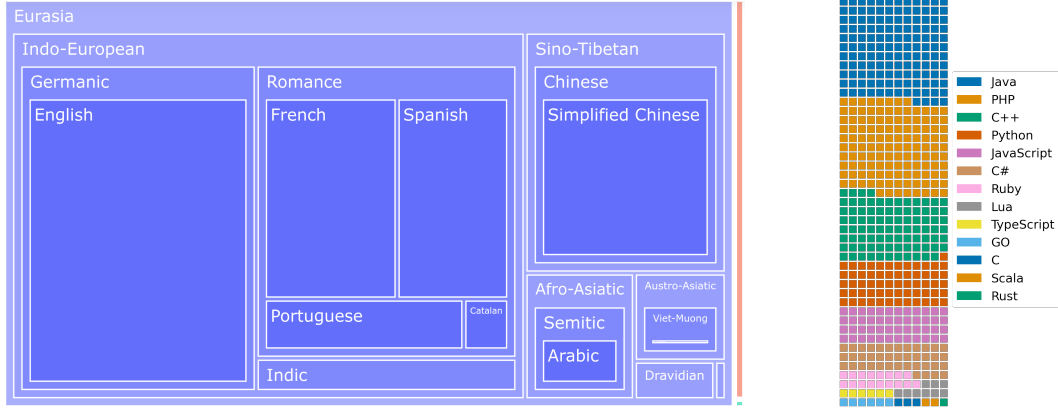 Eurasia
Indo-European
Germanic
English
Romance
French
Spanish
Portuguese
Catalan
Indic
Sino-Tibetan
Chinese
Simplified Chinese
Afro-Asiatic
Semitic
Arabic
Austro-Asiatic
Viet-Muong
Dravidian
Java
PHP
C++
Python
JavaScript
C#
Ruby
Lua
TypeScript
GO
C
Scala
Rust